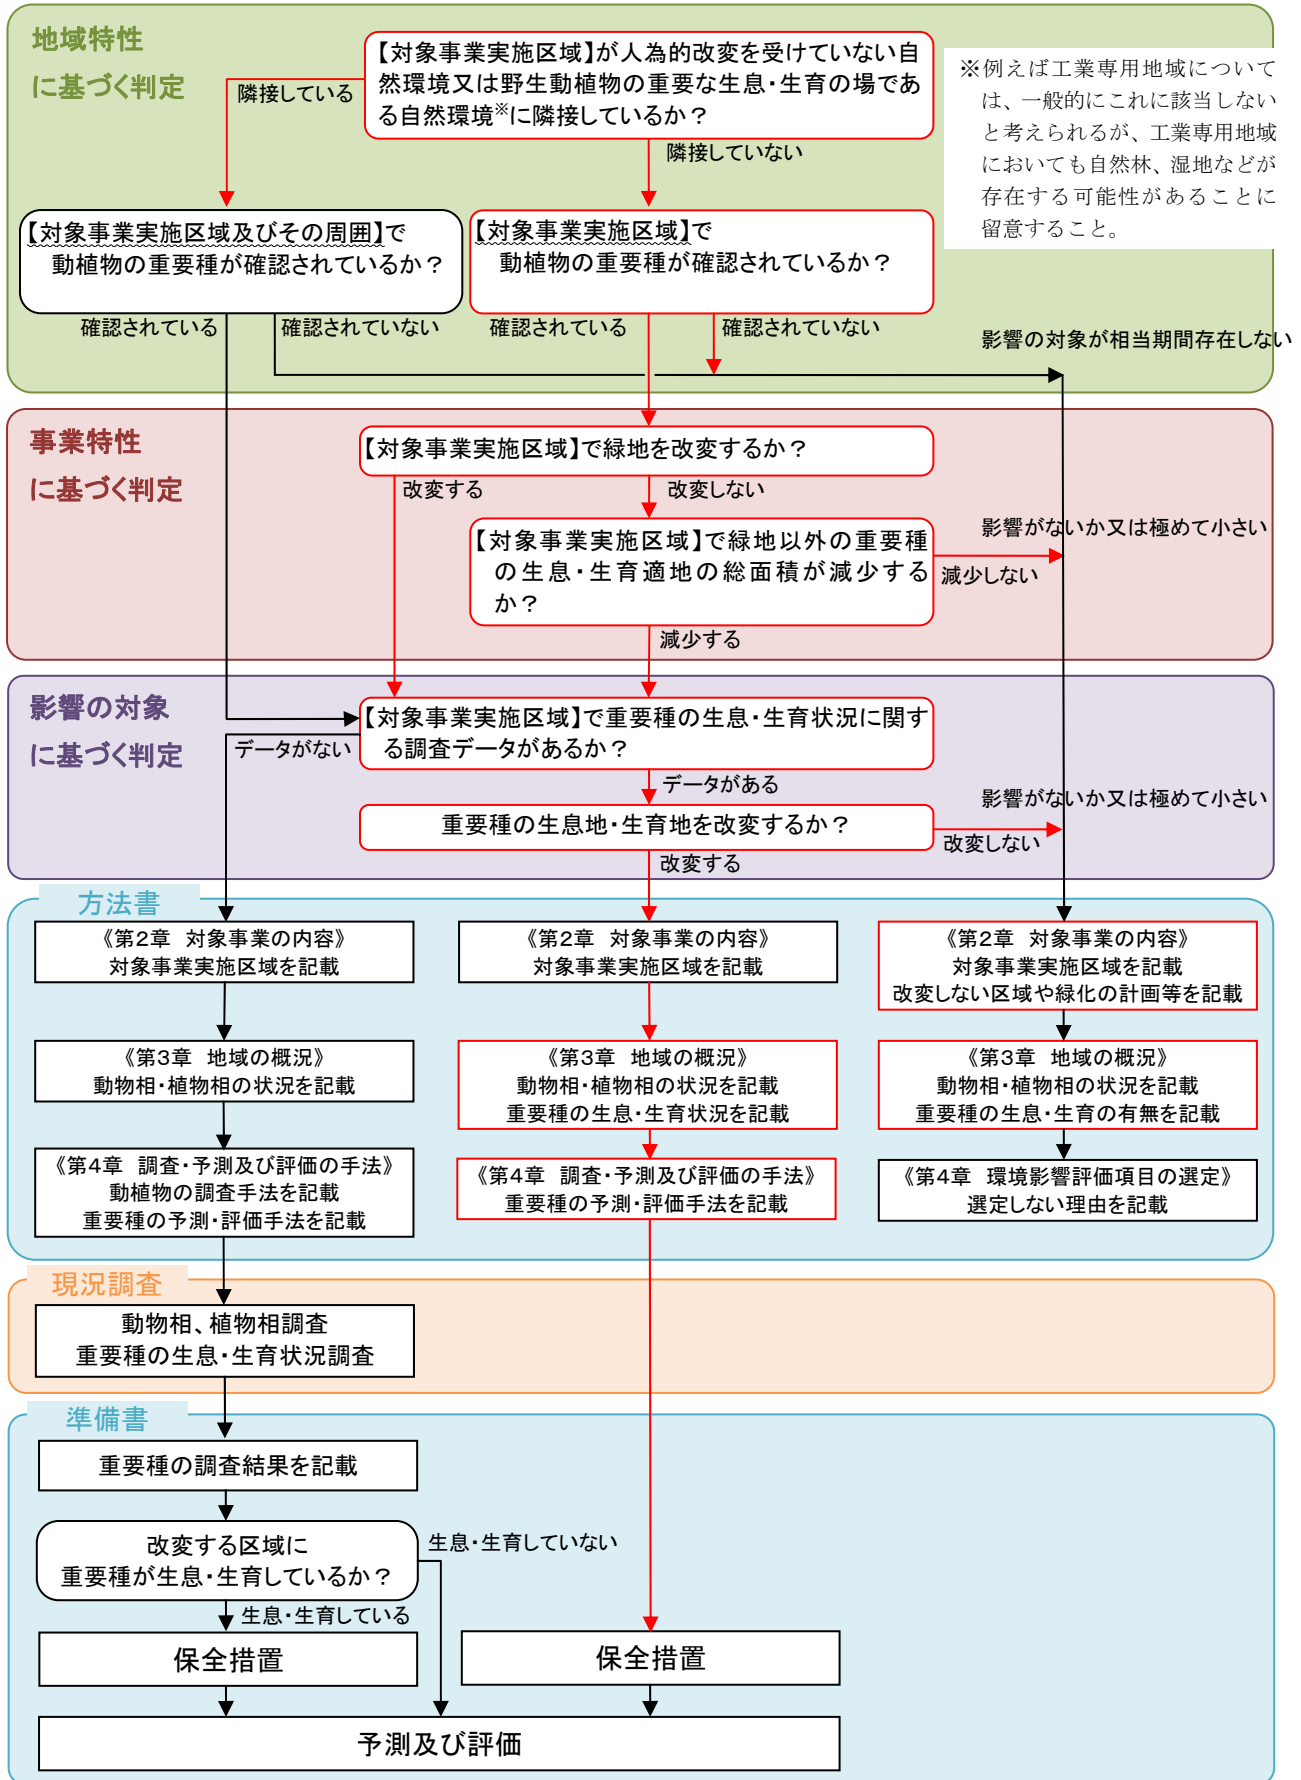 地域特性
に基づく判定
【対象事業実施区域】が人為的改変を受けていない自
然環境又は野生動植物の重要な生息・生育の場であ
る自然環境※に隣接しているか？
※例えば工業専用地域について
は、一般的にこれに該当しない
と考えられるが、工業専用地域
においても自然林、湿地などが
存在する可能性があることに
留意すること。
隣接している
隣接していない
【対象事業実施区域及びその周囲】で
動植物の重要種が確認されているか？
【対象事業実施区域】で
動植物の重要種が確認されているか？
確認されている
確認されていない
確認されている
確認されていない
影響の対象が相当期間存在しない
事業特性
に基づく判定
【対象事業実施区域】で緑地を改変するか？
改変する
改変しない
【対象事業実施区域】で緑地以外の重要種
の生息・生育適地の総面積が減少する
か？
影響がないか又は極めて小さい
減少しない
減少する
影響の対象
に基づく判定
【対象事業実施区域】で重要種の生息・生育状況に関す
る調査データがあるか？
データがない
データがある
重要種の生息地・生育地を改変するか？
影響がないか又は極めて小さい
改変しない
改変する
方法書
《第2章 対象事業の内容》
対象事業実施区域を記載
《第2章 対象事業の内容》
対象事業実施区域を記載
《第2章 対象事業の内容》
対象事業実施区域を記載
改変しない区域や緑化の計画等を記載
《第3章 地域の概況》
動物相・植物相の状況を記載
《第3章 地域の概況》
動物相・植物相の状況を記載
重要種の生息・生育状況を記載
《第3章 地域の概況》
動物相・植物相の状況を記載
重要種の生息・生育の有無を記載
《第4章 調査・予測及び評価の手法》
動植物の調査手法を記載
重要種の予測・評価手法を記載
《第4章 調査・予測及び評価の手法》
重要種の予測・評価手法を記載
《第4章 環境影響評価項目の選定》
選定しない理由を記載
現況調査
動物相、植物相調査
重要種の生息・生育状況調査
準備書
重要種の調査結果を記載
改変する区域に
重要種が生息・生育しているか？
生息・生育していない
生息・生育している
保全措置
保全措置
予測及び評価